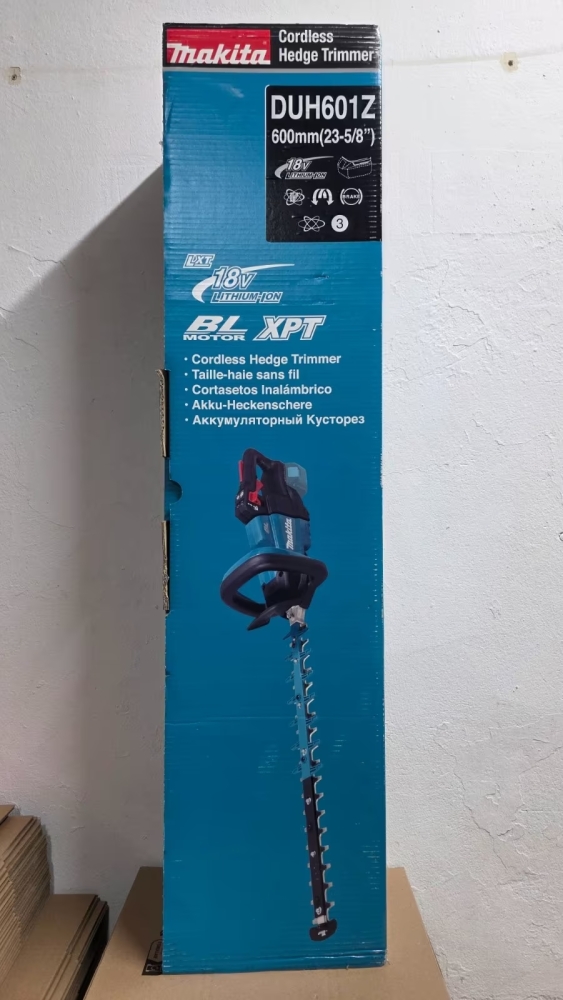 makita
Cordless
Hedge Trimmer
DUH601Z
600mm(23-5/8")
18V
LITHIUM-ION
BRAKE
3
LXT
18V
LITHIUM-ION
BL
MOTOR
XPT
· Cordless Hedge Trimmer
· Taille-haie sans fil
· Cortasetos Inalámbrico
· Akku-Heckenschere
· Аккумуляторный Кусторез
makita